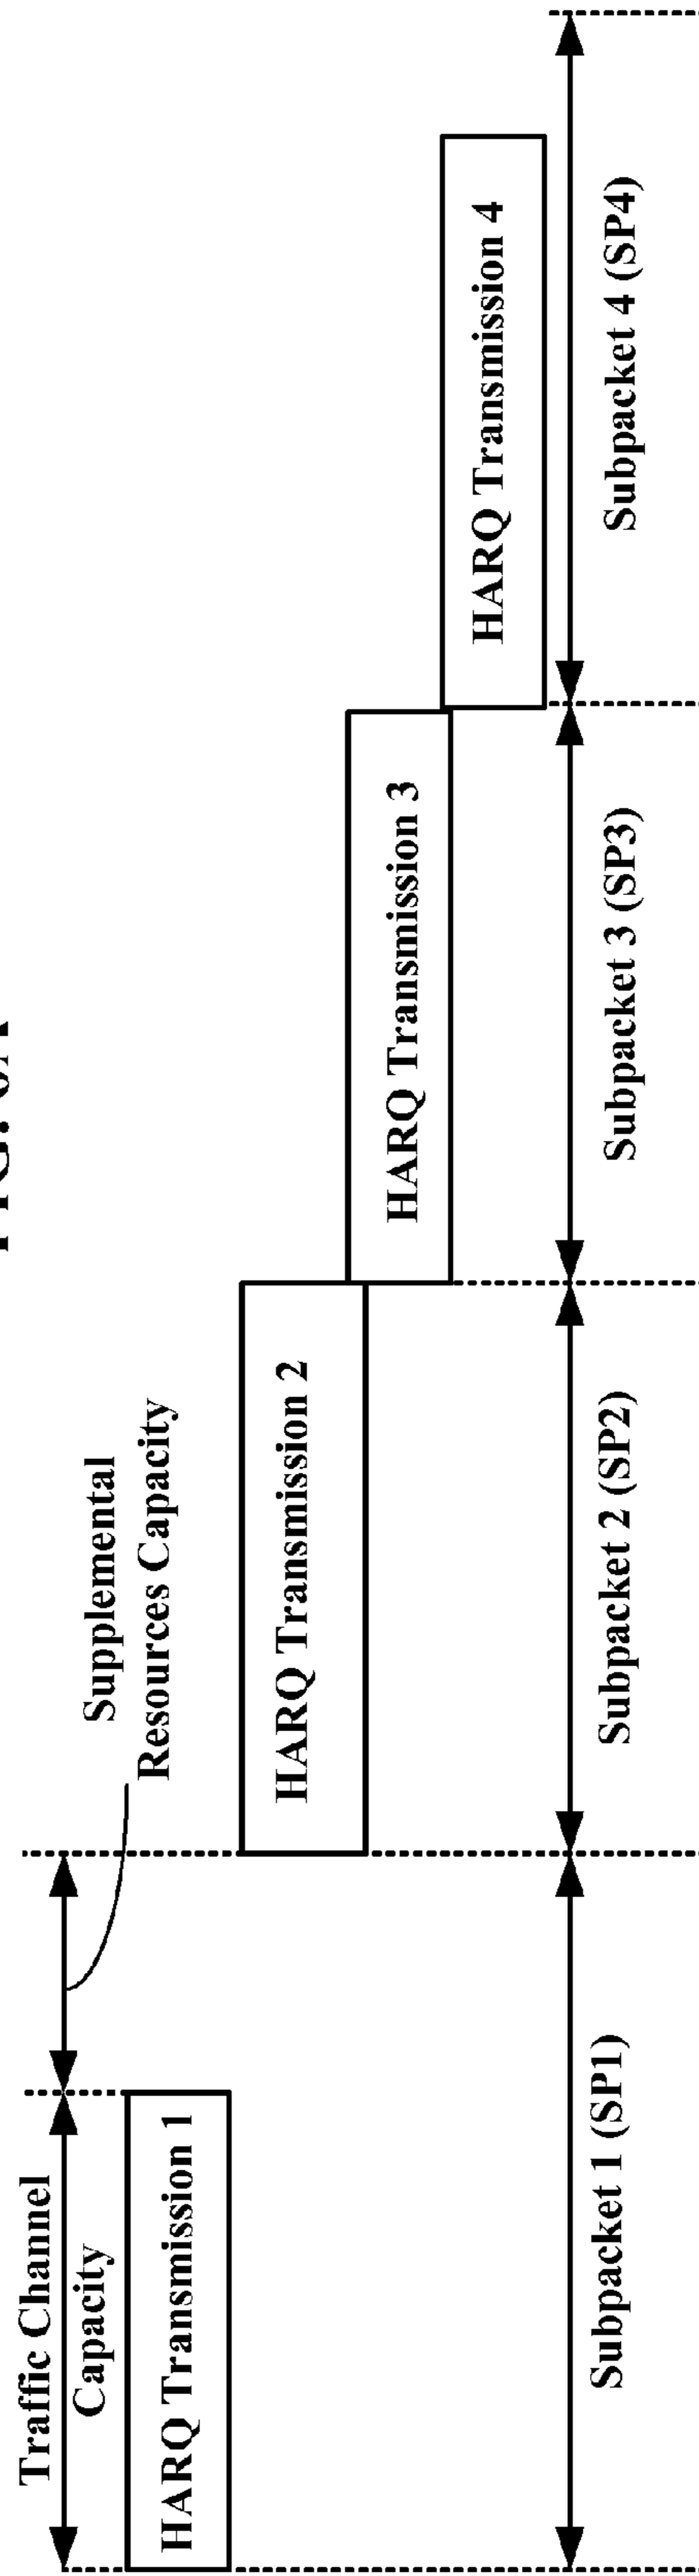 FIG.
Traffic Channel
Capacity
Supplemental
Resources Capacity
HARQ Transmission 1
HARQ Transmission 2
HARQ Transmission 3
HARQ Transmission 4
Subpacket 1 (SP1)
Subpacket 2 (SP2)
Subpacket 3 (SP3)
Subpacket 4 (SP4)